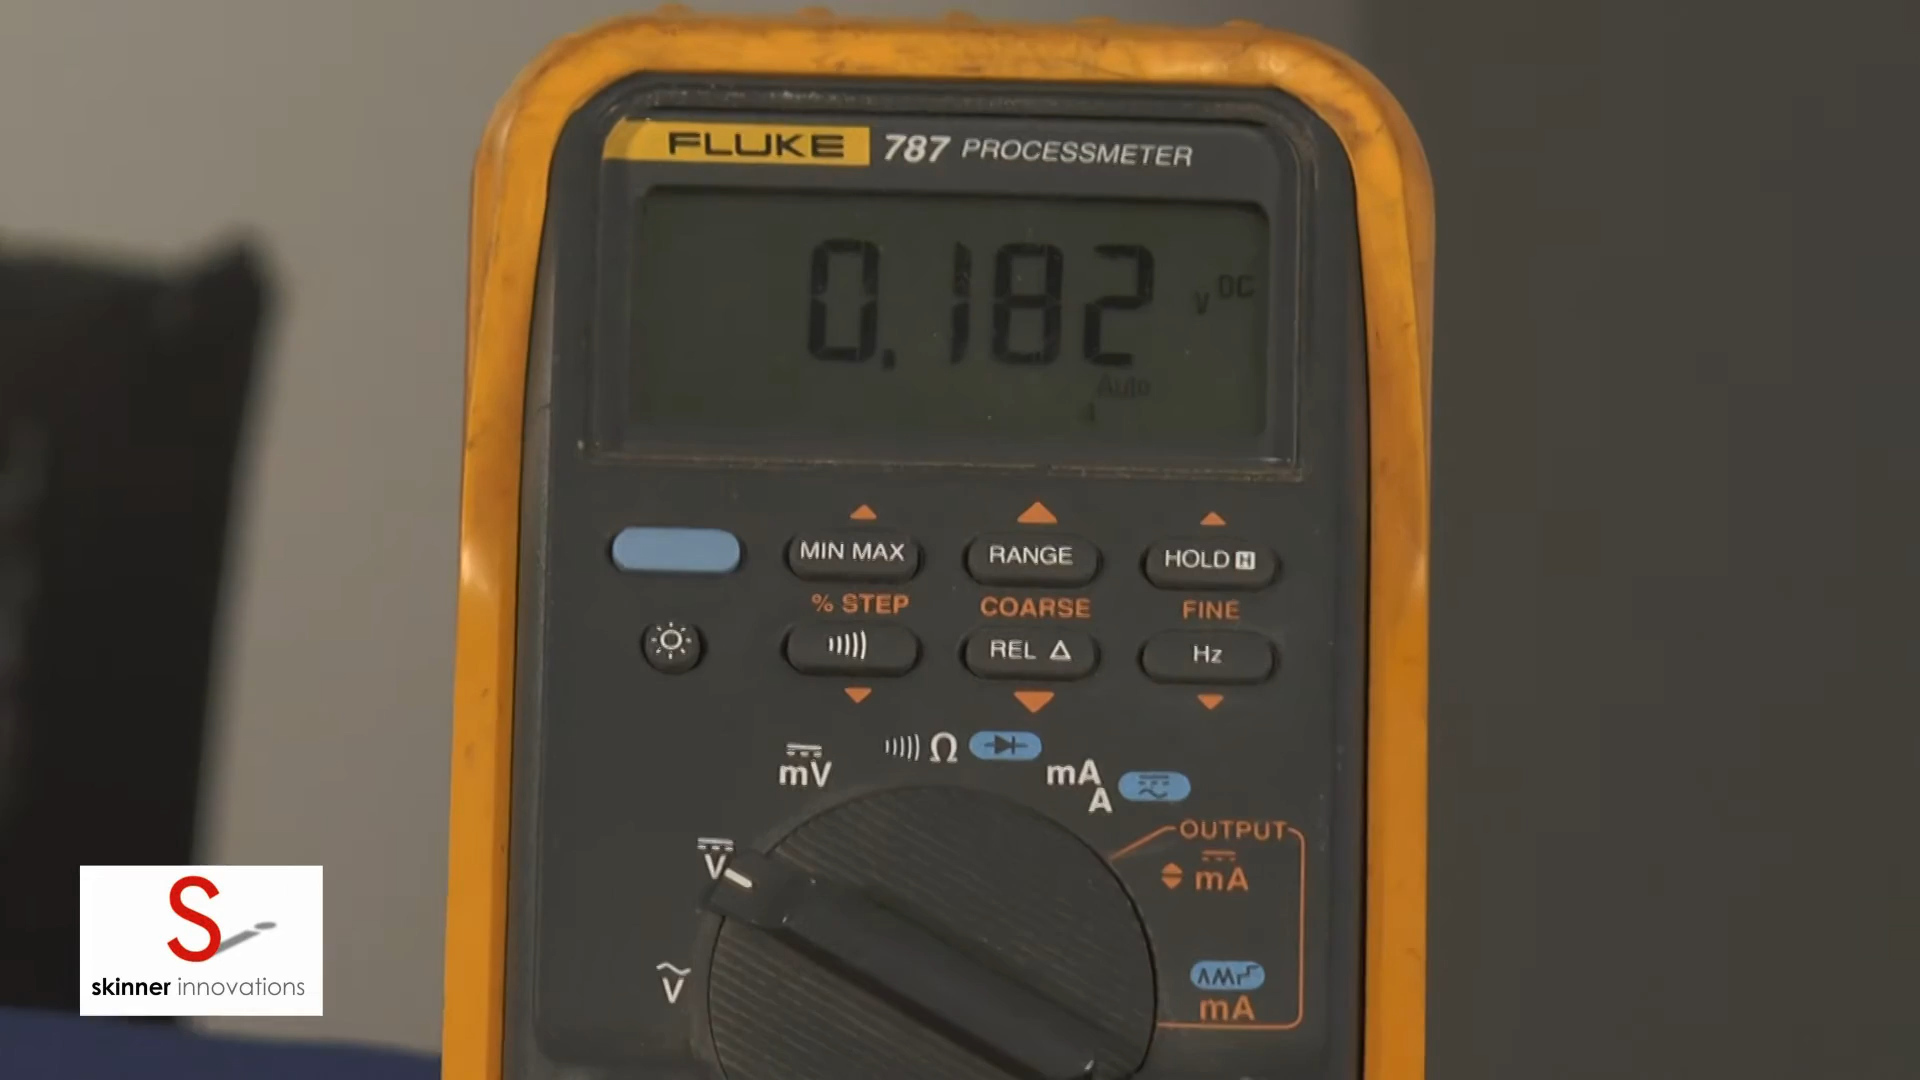 FLUKE 787 PROCESSMETER
0.182 V DC
Auto
4
MIN MAX RANGE HOLD H
% STEP COARSE FINE
REL Δ Hz
mV Ω mA A
OUTPUT
V mA
V mA
S
skinner innovations